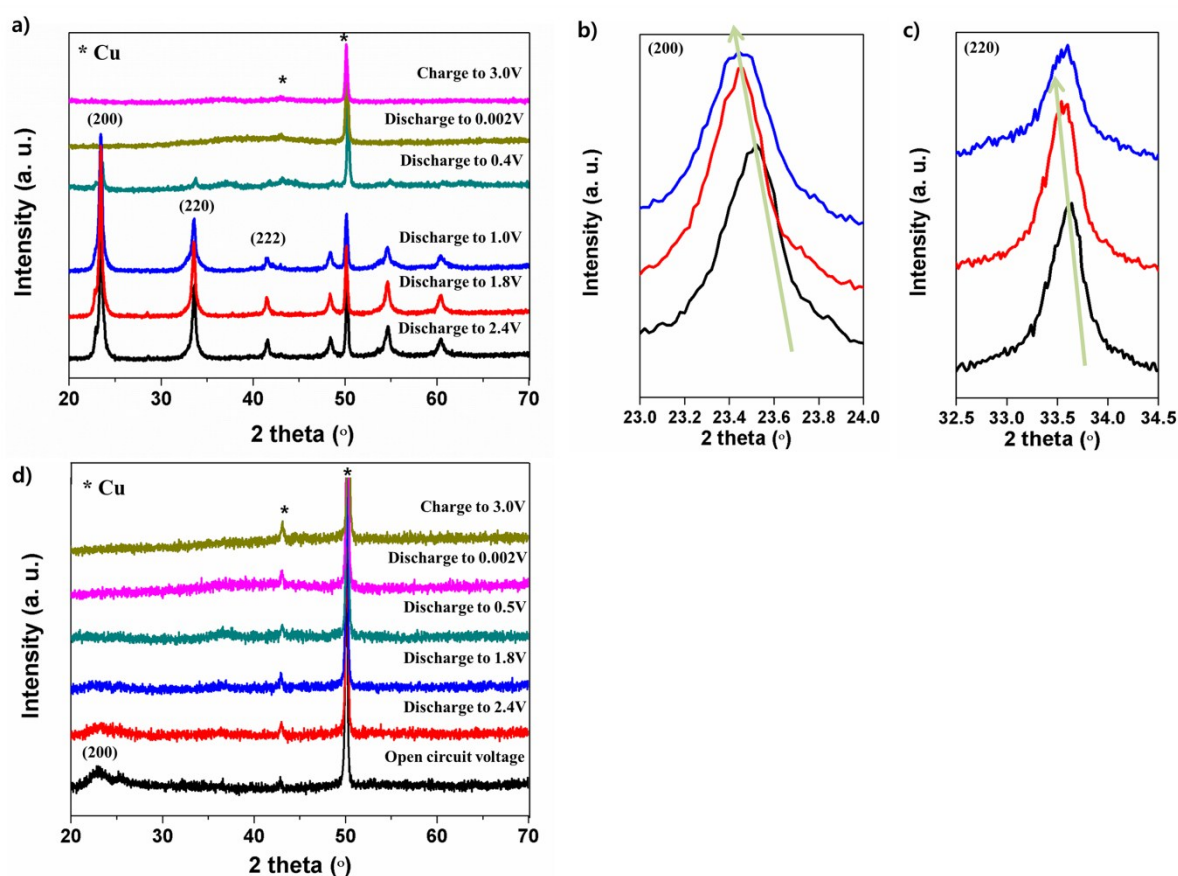 a)
* Cu
*
*
Charge to 3.0V
Discharge to 0.002V
(200)
Discharge to 0.4V
(220)
(222)
Discharge to 1.0V
Discharge to 1.8V
Discharge to 2.4V
Intensity (a. u.)
20 30 40 50 60 70
2 theta (o)
b)
(200)
Intensity (a. u.)
23.0 23.2 23.4 23.6 23.8 24.0
2 theta (o)
c)
(220)
Intensity (a. u.)
32.5 33.0 33.5 34.0 34.5
2 theta (o)
d)
* Cu
*
*
Charge to 3.0V
Discharge to 0.002V
Discharge to 0.5V
Discharge to 1.8V
Discharge to 2.4V
(200)
Open circuit voltage
Intensity (a. u.)
20 30 40 50 60 70
2 theta (o)